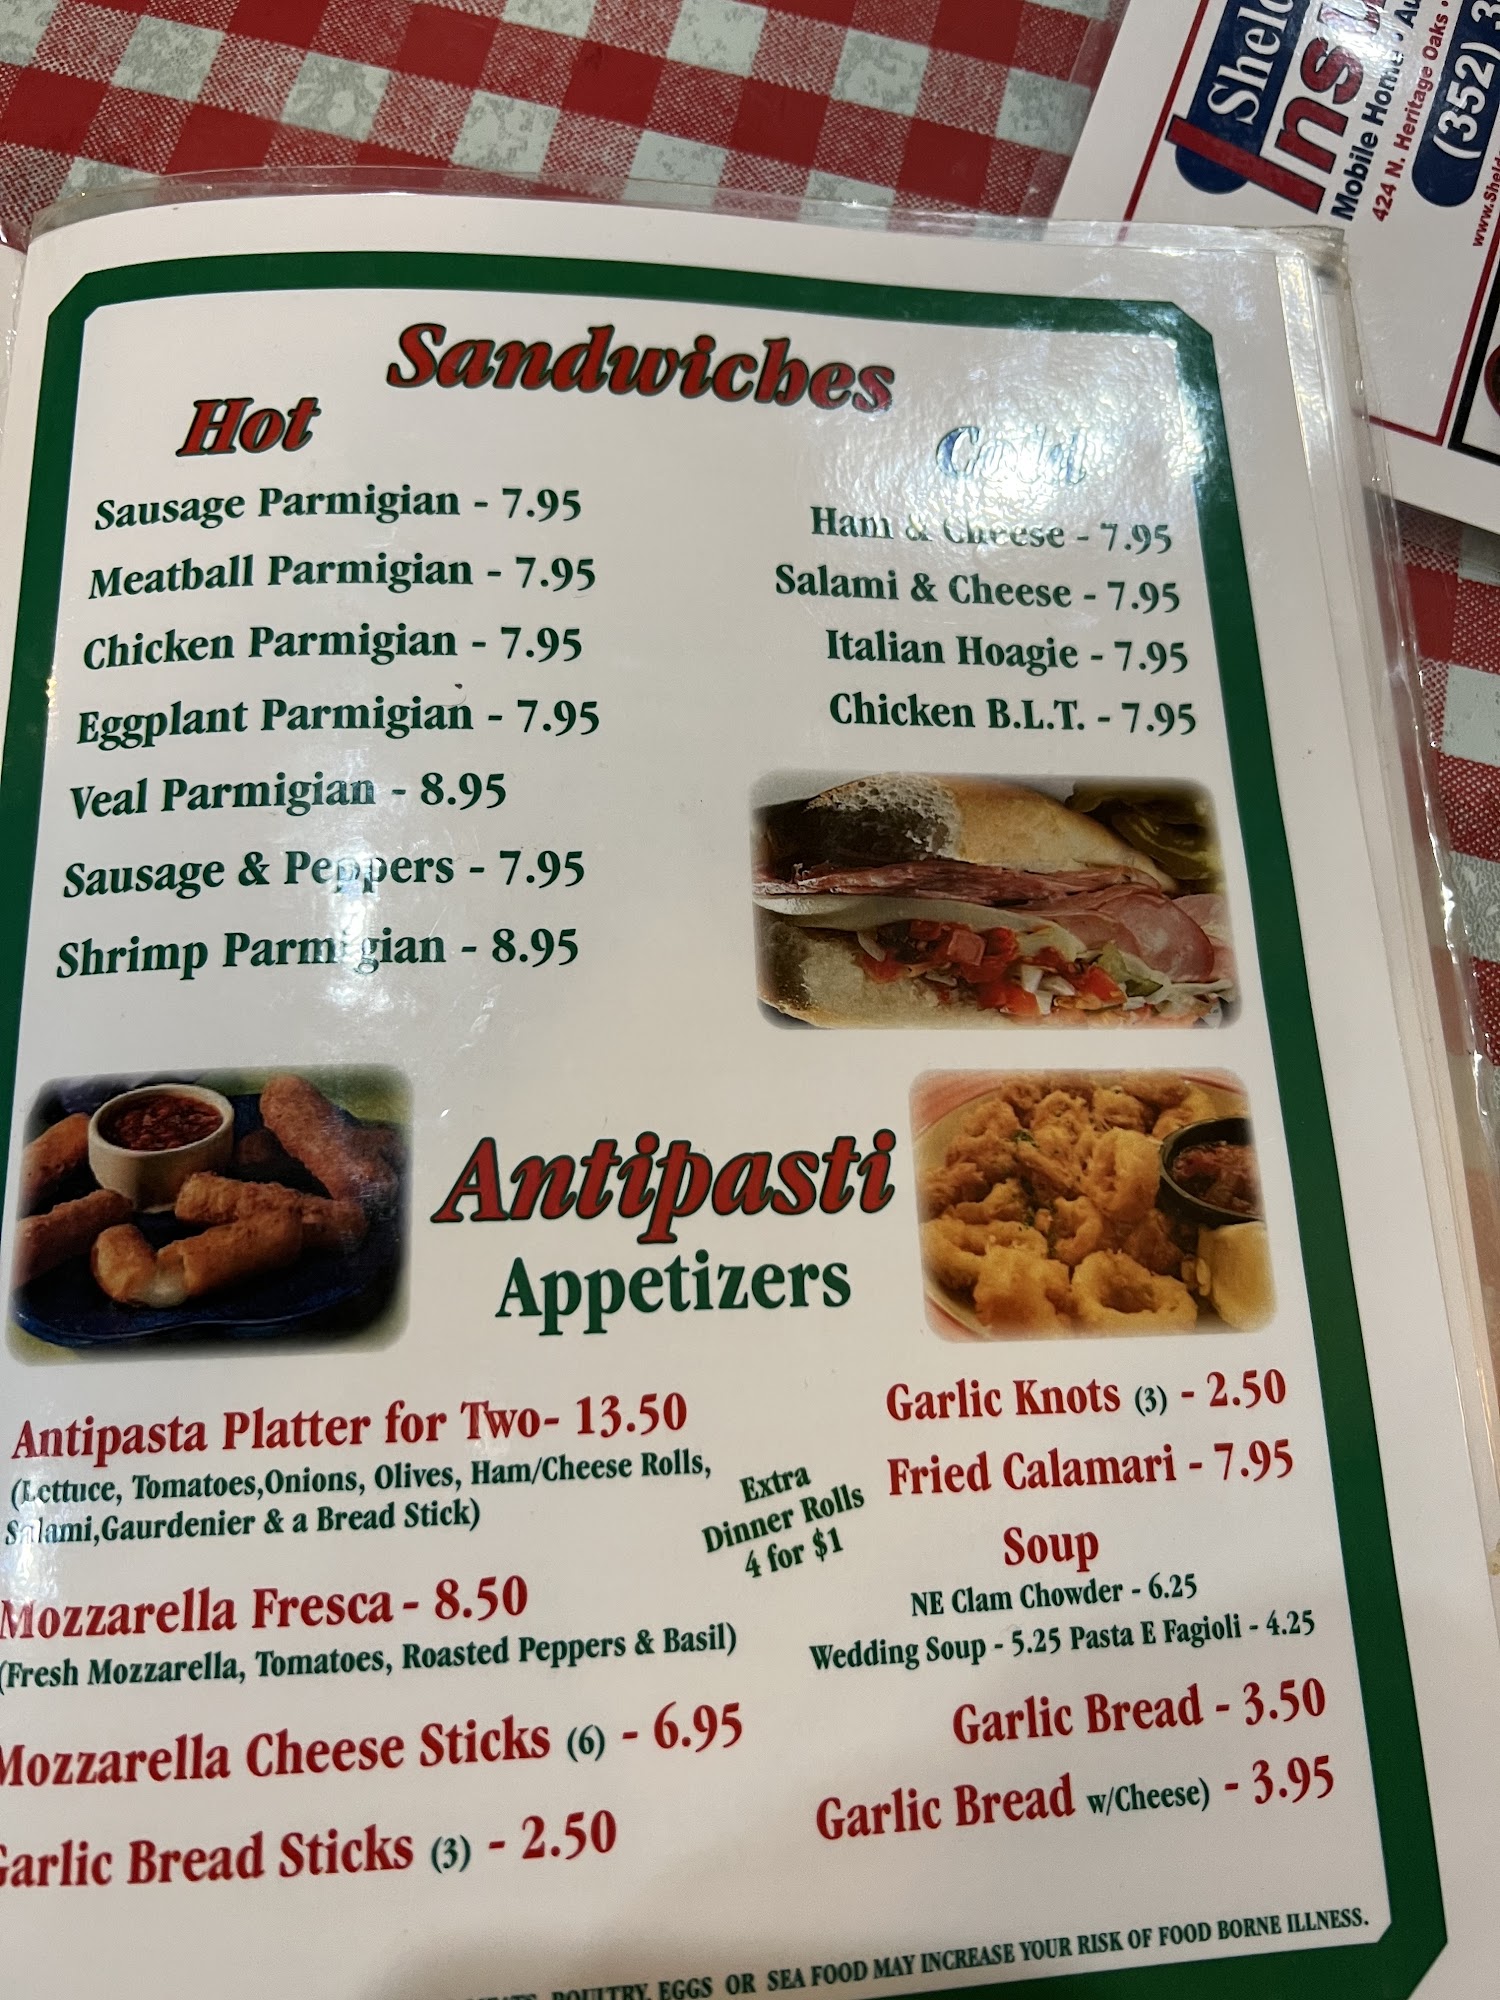 Sandwiches
Hot
Sausage Parmigian - 7.95
Meatball Parmigian - 7.95
Chicken Parmigian - 7.95
Eggplant Parmigian - 7.95
Veal Parmigian - 8.95
Sausage & Peppers - 7.95
Shrimp Parmigian - 8.95
Cold
Ham & Cheese - 7.95
Salami & Cheese - 7.95
Italian Hoagie - 7.95
Chicken B.L.T. - 7.95
Antipasti
Appetizers
Antipasta Platter for Two- 13.50
(Lettuce, Tomatoes,Onions, Olives, Ham/Cheese Rolls,
Salami,Gaurdenier & a Bread Stick)
Mozzarella Fresca - 8.50
(Fresh Mozzarella, Tomatoes, Roasted Peppers & Basil)
Mozzarella Cheese Sticks (6) - 6.95
Garlic Bread Sticks (3) - 2.50
Extra
Dinner Rolls
4 for $1
Garlic Knots (3) - 2.50
Fried Calamari - 7.95
Soup
NE Clam Chowder - 6.25
Wedding Soup - 5.25 Pasta E Fagioli - 4.25
Garlic Bread - 3.50
Garlic Bread w/Cheese) - 3.95
POULTRY, EGGS OR SEA FOOD MAY INCREASE YOUR RISK OF FOOD BORNE ILLNESS.
Mobile Home
424 N. Heritage Oaks
(352)